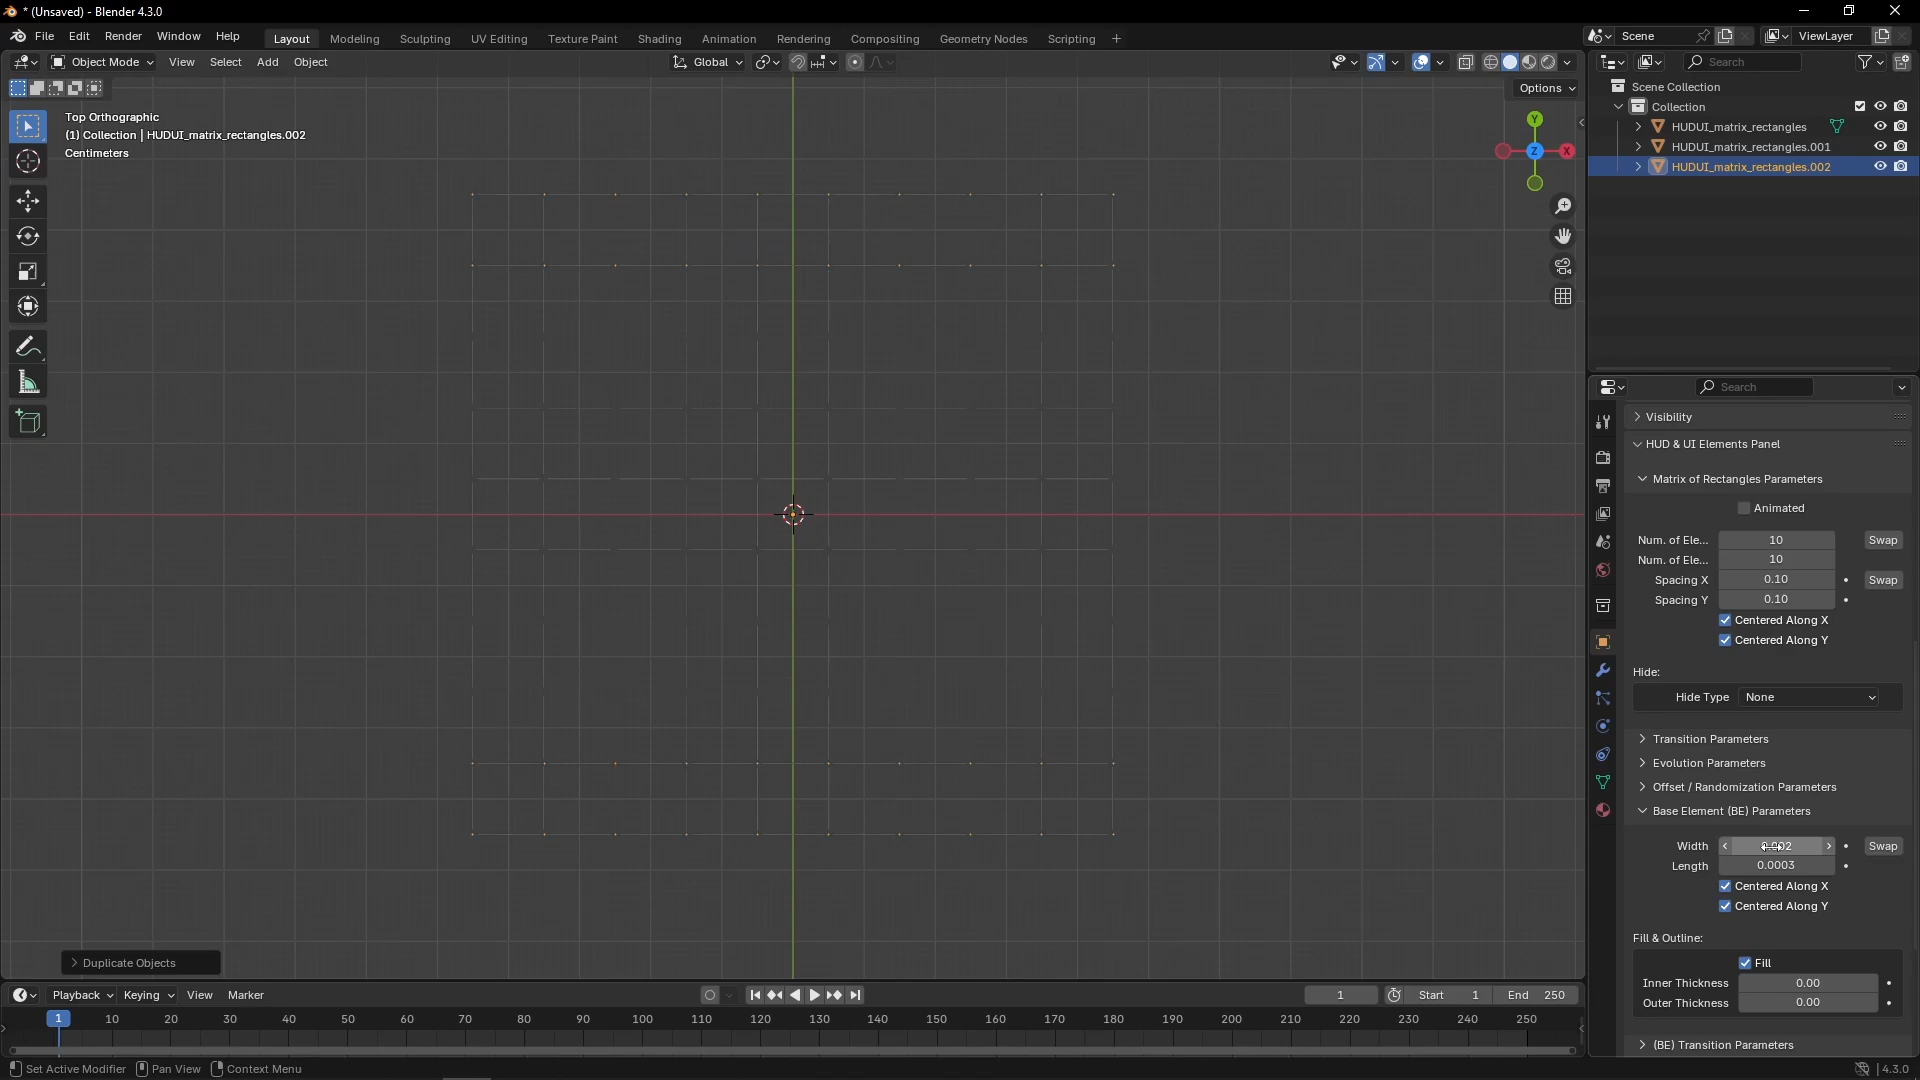 * (Unsaved) - Blender 4.3.0
File Edit Render Window Help Layout Modeling Sculpting UV Editing Texture Paint Shading Animation Rendering Compositing Geometry Nodes Scripting + Scene ViewLayer
Object Mode View Select Add Object Global Search
Options
Scene Collection
Collection
HUDUI_matrix_rectangles
HUDUI_matrix_rectangles.001
HUDUI_matrix_rectangles.002
Top Orthographic
(1) Collection | HUDUI_matrix_rectangles.002
Centimeters
Y
Z
X
Search
Visibility
HUD & UI Elements Panel
Matrix of Rectangles Parameters
Animated
Num. of Ele... 10 Swap
Num. of Ele... 10
Spacing X 0.10 Swap
Spacing Y 0.10
Centered Along X
Centered Along Y
Hide:
Hide Type None
Transition Parameters
Evolution Parameters
Offset / Randomization Parameters
Base Element (BE) Parameters
Width Swap
Length 0.0003
Centered Along X
Centered Along Y
Fill & Outline:
Fill
Inner Thickness 0.00
Outer Thickness 0.00
(BE) Transition Parameters
Duplicate Objects
Playback Keying View Marker 1 Start 1 End 250
1 10 20 30 40 50 60 70 80 90 100 110 120 130 140 150 160 170 180 190 200 210 220 230 240 250
Set Active Modifier Pan View Context Menu 4.3.0